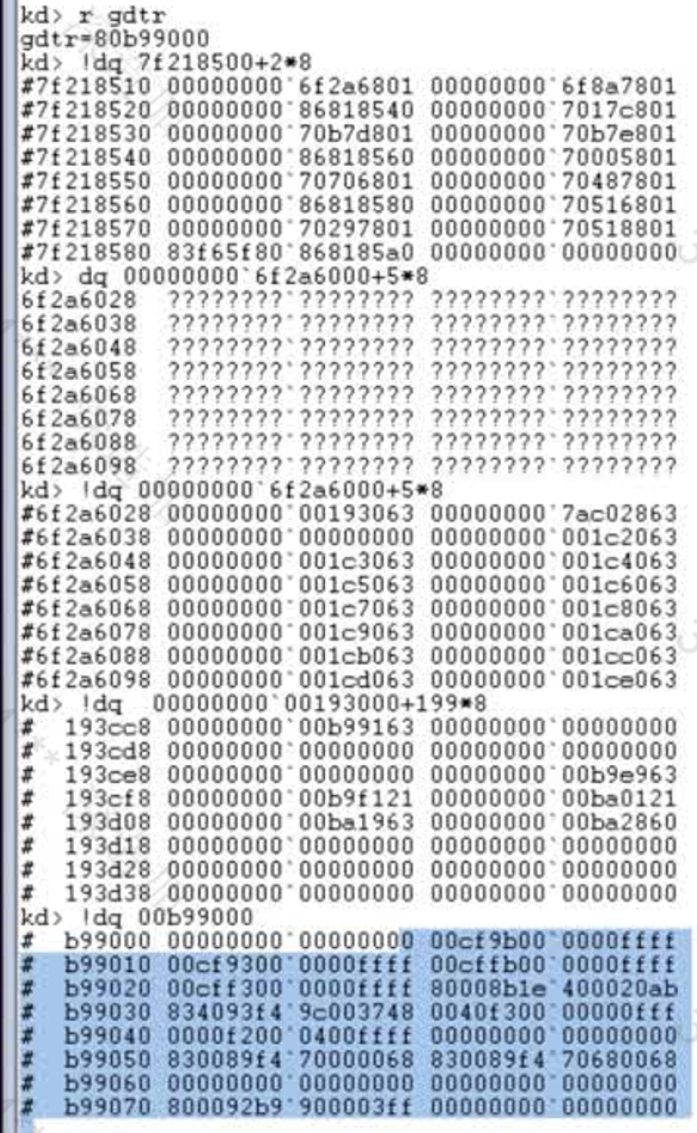 kd> r gdtr
gdtr=80b99000
kd> !dq 7f218500+2*8
#7f218510 00000000`6f2a6801 00000000`6f8a7801
#7f218520 00000000`86818540 00000000`7017c801
#7f218530 00000000`70b7d801 00000000`70b7e801
#7f218540 00000000`86818560 00000000`70005801
#7f218550 00000000`70706801 00000000`70487801
#7f218560 00000000`86818580 00000000`70516801
#7f218570 00000000`70297801 00000000`70518801
#7f218580 83f65f80`868185a0 00000000`00000000
kd> dq 00000000`6f2a6000+5*8
6f2a6028  ????????`???????? ????????`????????
6f2a6038  ????????`???????? ????????`????????
6f2a6048  ????????`???????? ????????`????????
6f2a6058  ????????`???????? ????????`????????
6f2a6068  ????????`???????? ????????`????????
6f2a6078  ????????`???????? ????????`????????
6f2a6088  ????????`???????? ????????`????????
6f2a6098  ????????`???????? ????????`????????
kd> !dq 00000000`6f2a6000+5*8
#6f2a6028 00000000`00193063 00000000`7ac02863
#6f2a6038 00000000`00000000 00000000`001c2063
#6f2a6048 00000000`001c3063 00000000`001c4063
#6f2a6058 00000000`001c5063 00000000`001c6063
#6f2a6068 00000000`001c7063 00000000`001c8063
#6f2a6078 00000000`001c9063 00000000`001ca063
#6f2a6088 00000000`001cb063 00000000`001cc063
#6f2a6098 00000000`001cd063 00000000`001ce063
kd> !dq  00000000`00193000+199*8
#  193cc8 00000000`00b99163 00000000`00000000
#  193cd8 00000000`00000000 00000000`00000000
#  193ce8 00000000`00000000 00000000`00b9e963
#  193cf8 00000000`00b9f121 00000000`00ba0121
#  193d08 00000000`00ba1963 00000000`00ba2860
#  193d18 00000000`00000000 00000000`00000000
#  193d28 00000000`00000000 00000000`00000000
#  193d38 00000000`00000000 00000000`00000000
kd> !dq 00b99000
#  b99000 00000000`00000000 00cf9b00`0000ffff
#  b99010 00cf9300`0000ffff 00cffb00`0000ffff
#  b99020 00cff300`0000ffff 80008b1e`400020ab
#  b99030 834093f4`9c003748 0040f300`00000fff
#  b99040 0000f200`0400ffff 00000000`00000000
#  b99050 830089f4`70000068 830089f4`70680068
#  b99060 00000000`00000000 00000000`00000000
#  b99070 800092b9`900003ff 00000000`00000000